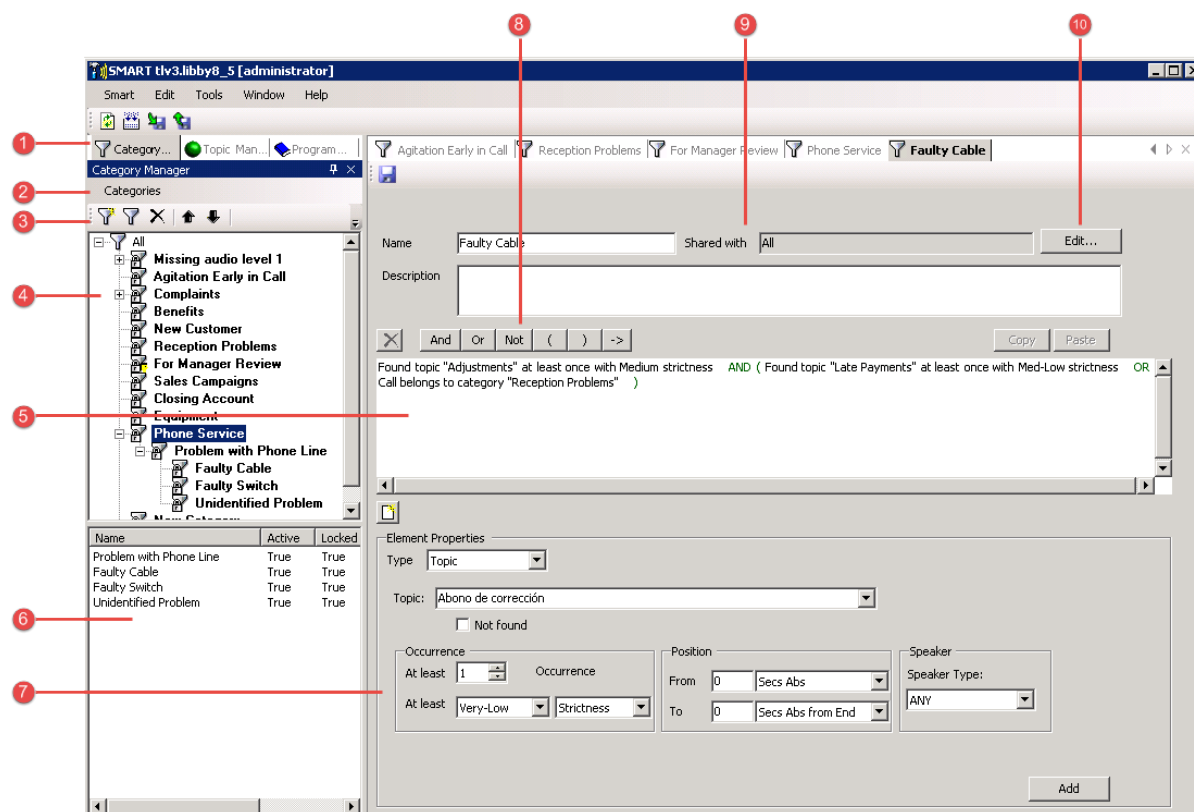 8 9 10
SMART tlv3.libby8_5 [administrator]
Smart Edit Tools Window Help
1
Category... Topic Man... Program...
Agitation Early in Call Reception Problems For Manager Review Phone Service Faulty Cable
Category Manager
2
Categories
3
All
Missing audio level 1
Agitation Early in Call
4
Complaints
Benefits
New Customer
Reception Problems
For Manager Review
Sales Campaigns
Closing Account
5
Equipment
Phone Service
Problem with Phone Line
Faulty Cable
Faulty Switch
Unidentified Problem
New Category
Name Faulty Cable Shared with All Edit...
Description
And Or Not ( ) -> Copy Paste
Found topic "Adjustments" at least once with Medium strictness AND ( Found topic "Late Payments" at least once with Med-Low strictness OR
Call belongs to category "Reception Problems" )
Name Active Locked
Problem with Phone Line True True
Faulty Cable True True
Faulty Switch True True
Unidentified Problem True True
6
7
Element Properties
Type Topic
Topic: Abono de corrección
Not found
Occurrence
At least 1 Occurrence
At least Very-Low Strictness
Position
From 0 Secs Abs
To 0 Secs Abs from End
Speaker
Speaker Type:
ANY
Add